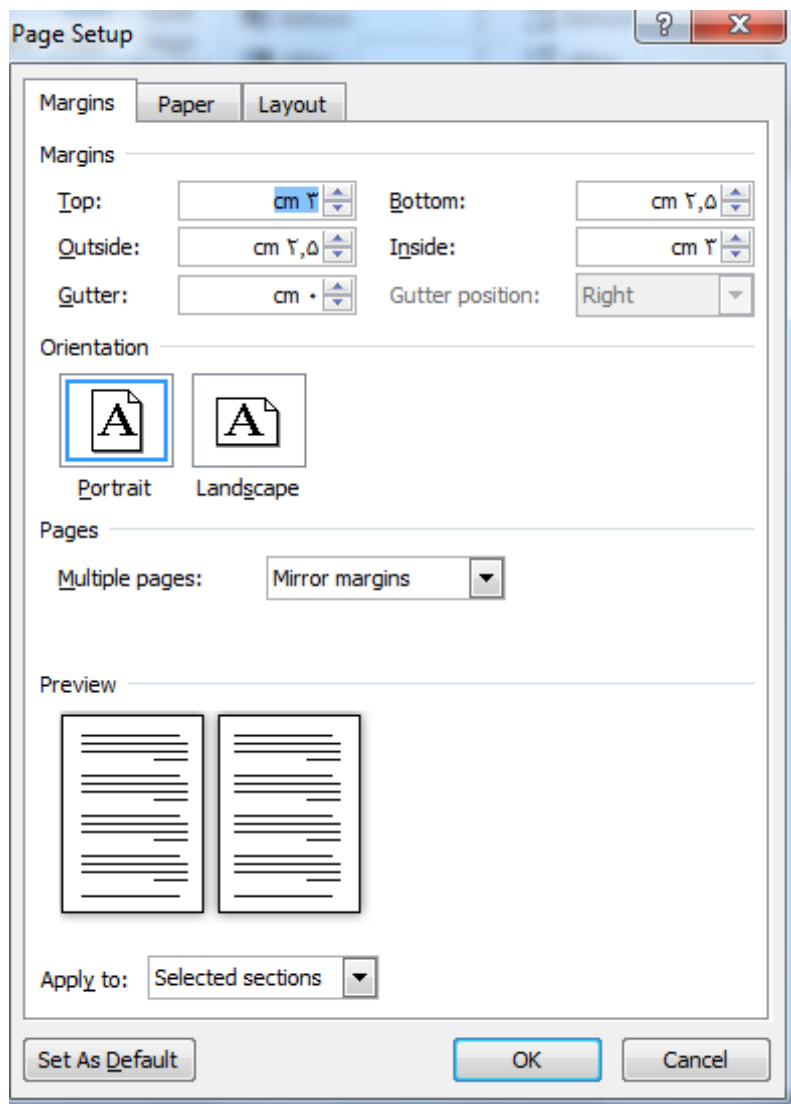 Page Setup
Margins Paper Layout
Margins
Top: cm ۳ Bottom: cm ۲,۵
Outside: cm ۲,۵ Inside: cm ۳
Gutter: cm ۰ Gutter position: Right
Orientation
A A
Portrait Landscape
Pages
Multiple pages: Mirror margins
Preview
Apply to: Selected sections
Set As Default OK Cancel